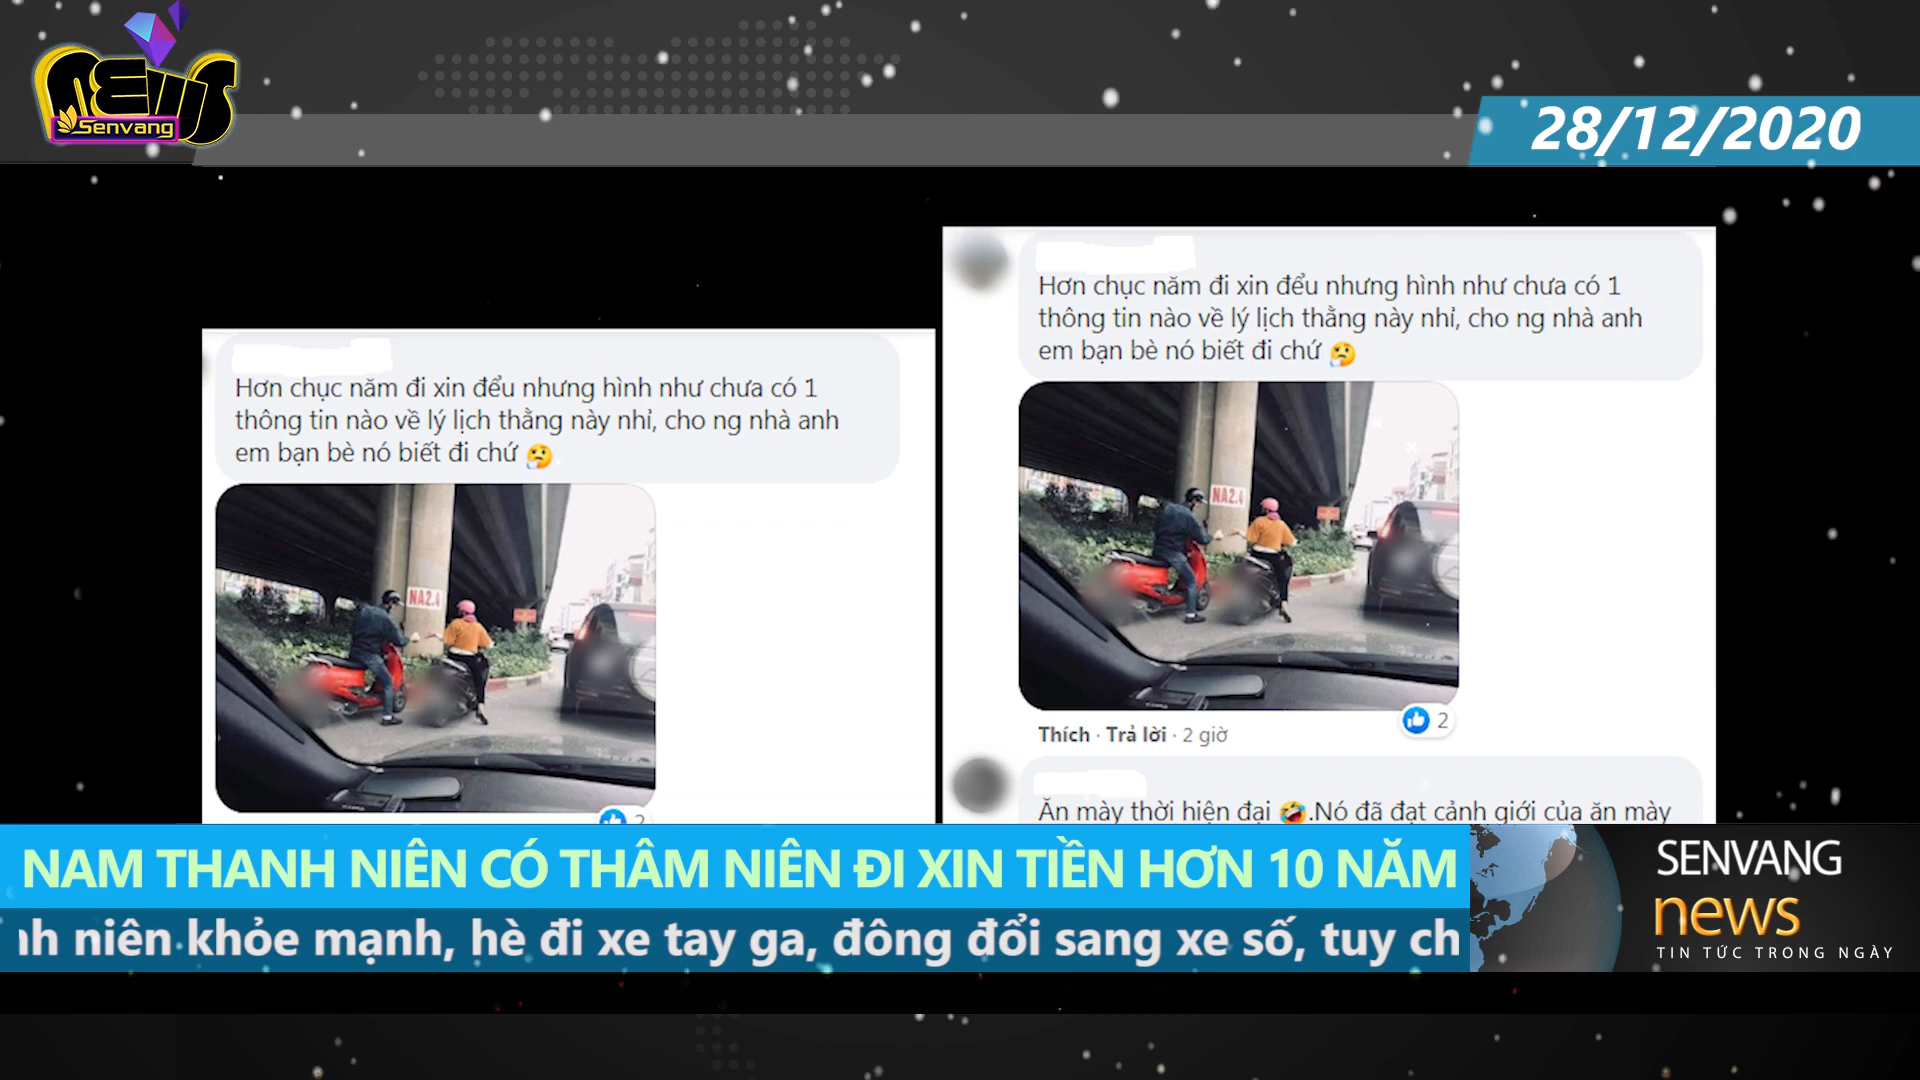 news
Senvang
28/12/2020
Hơn chục năm đi xin đểu nhưng hình như chưa có 1
thông tin nào về lý lịch thằng này nhỉ, cho ng nhà anh
em bạn bè nó biết đi chứ 🤔
NA2.4
2
Hơn chục năm đi xin đểu nhưng hình như chưa có 1
thông tin nào về lý lịch thằng này nhỉ, cho ng nhà anh
em bạn bè nó biết đi chứ 🤔
NA2.4
2
Thích · Trả lời · 2 giờ
Ăn mày thời hiện đại 🤣.Nó đã đạt cảnh giới của ăn mày
NAM THANH NIÊN CÓ THÂM NIÊN ĐI XIN TIỀN HƠN 10 NĂM
nh niên khỏe mạnh, hè đi xe tay ga, đông đổi sang xe số, tuy ch
SENVANG
news
TIN TỨC TRONG NGÀY